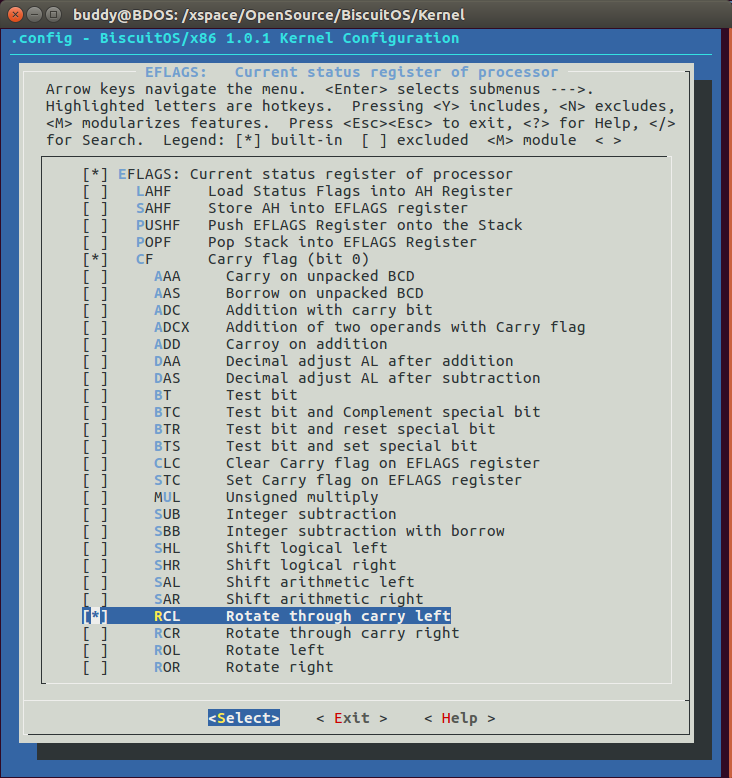 buddy@BDOS: /xspace/OpenSource/BiscuitOS/Kernel
.config - BiscuitOS/x86 1.0.1 Kernel Configuration
EFLAGS:   Current status register of processor
Arrow keys navigate the menu.  <Enter> selects submenus --->.
Highlighted letters are hotkeys.  Pressing <Y> includes, <N> excludes,
<M> modularizes features.  Press <Esc><Esc> to exit, <?> for Help, </>
for Search.  Legend: [*] built-in  [ ] excluded  <M> module  < >
[*] EFLAGS: Current status register of processor
[ ]   LAHF    Load Status Flags into AH Register
[ ]   SAHF    Store AH into EFLAGS register
[ ]   PUSHF   Push EFLAGS Register onto the Stack
[ ]   POPF    Pop Stack into EFLAGS Register
[*]   CF      Carry flag (bit 0)
[ ]     AAA     Carry on unpacked BCD
[ ]     AAS     Borrow on unpacked BCD
[ ]     ADC     Addition with carry bit
[ ]     ADCX    Addition of two operands with Carry flag
[ ]     ADD     Carroy on addition
[ ]     DAA     Decimal adjust AL after addition
[ ]     DAS     Decimal adjust AL after subtraction
[ ]     BT      Test bit
[ ]     BTC     Test bit and Complement special bit
[ ]     BTR     Test bit and reset special bit
[ ]     BTS     Test bit and set special bit
[ ]     CLC     Clear Carry flag on EFLAGS register
[ ]     STC     Set Carry flag on EFLAGS register
[ ]     MUL     Unsigned multiply
[ ]     SUB     Integer subtraction
[ ]     SBB     Integer subtraction with borrow
[ ]     SHL     Shift logical left
[ ]     SHR     Shift logical right
[ ]     SAL     Shift arithmetic left
[ ]     SAR     Shift arithmetic right
[*]     RCL     Rotate through carry left
[ ]     RCR     Rotate through carry right
[ ]     ROL     Rotate left
[ ]     ROR     Rotate right
<Select>    < Exit >    < Help >